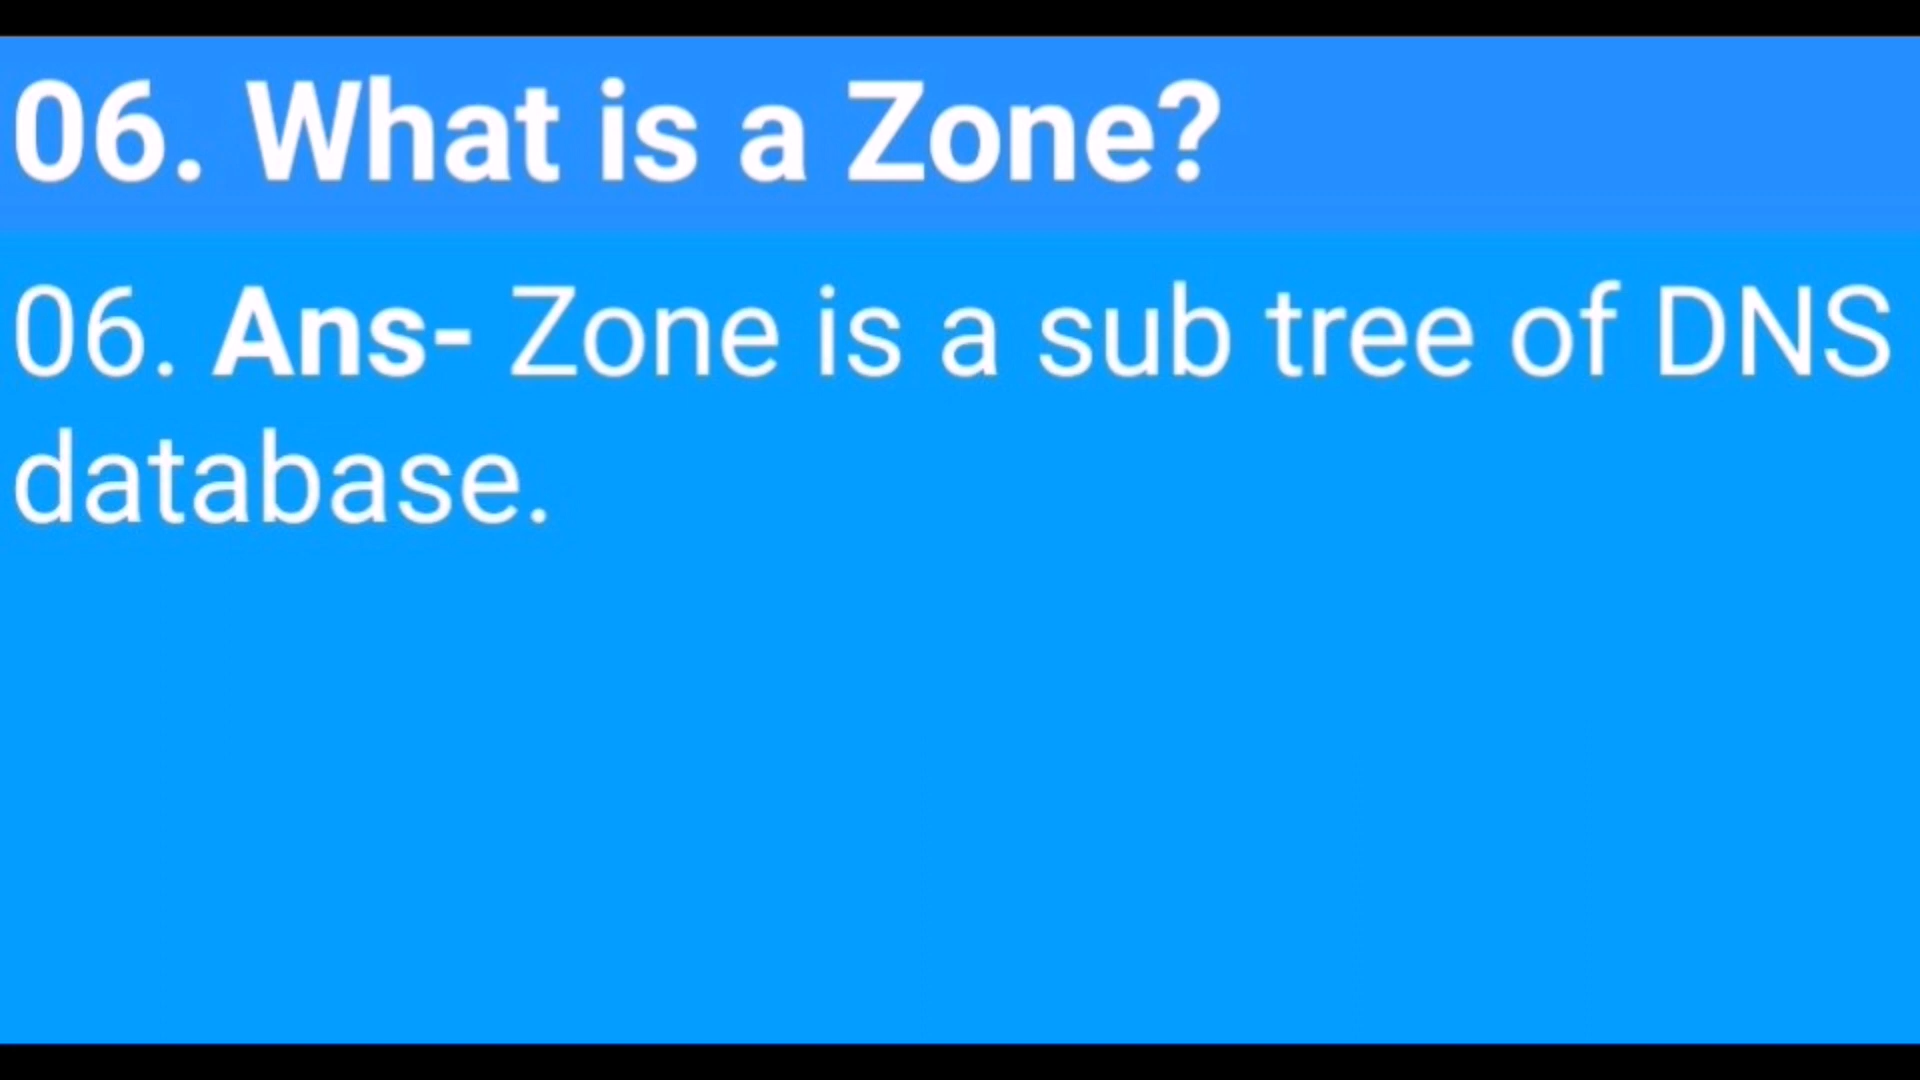 06. What is a Zone?
06. Ans- Zone is a sub tree of DNS
database.